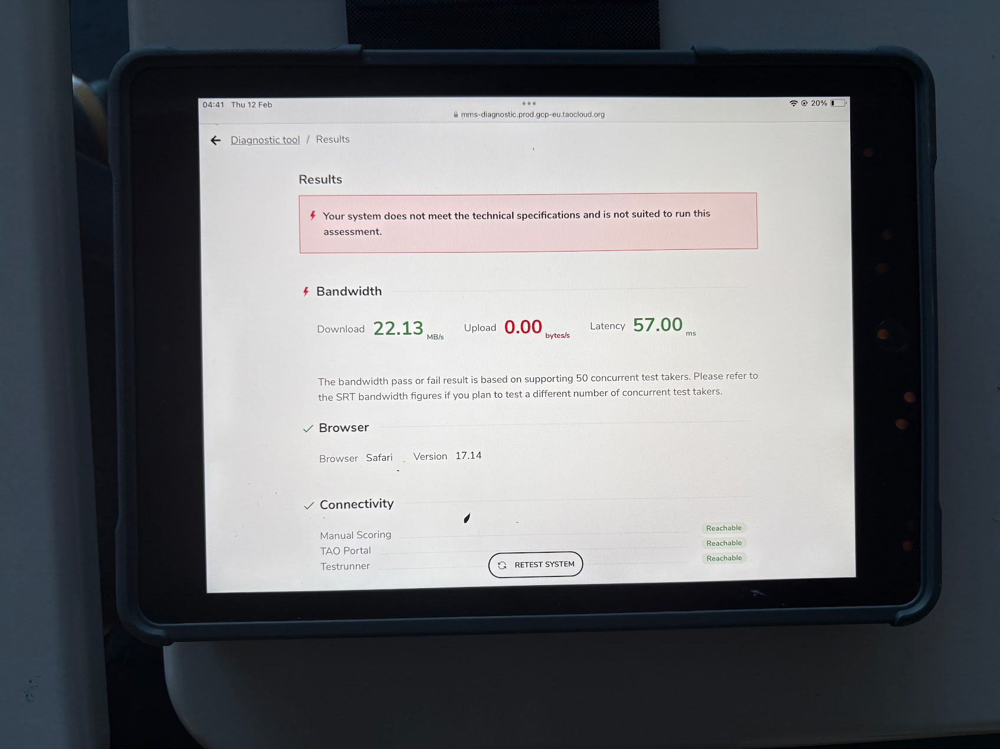 04:41 Thu 12 Feb
20%
mms-diagnostic.prod.gcp-eu.taocloud.org
Diagnostic tool / Results
Results
Your system does not meet the technical specifications and is not suited to run this
assessment.
Bandwidth
Download 22.13 MB/s Upload 0.00 bytes/s Latency 57.00 ms
The bandwidth pass or fail result is based on supporting 50 concurrent test takers. Please refer to
the SRT bandwidth figures if you plan to test a different number of concurrent test takers.
Browser
Browser Safari Version 17.14
Connectivity
Manual Scoring Reachable
TAO Portal Reachable
Testrunner Reachable
RETEST SYSTEM